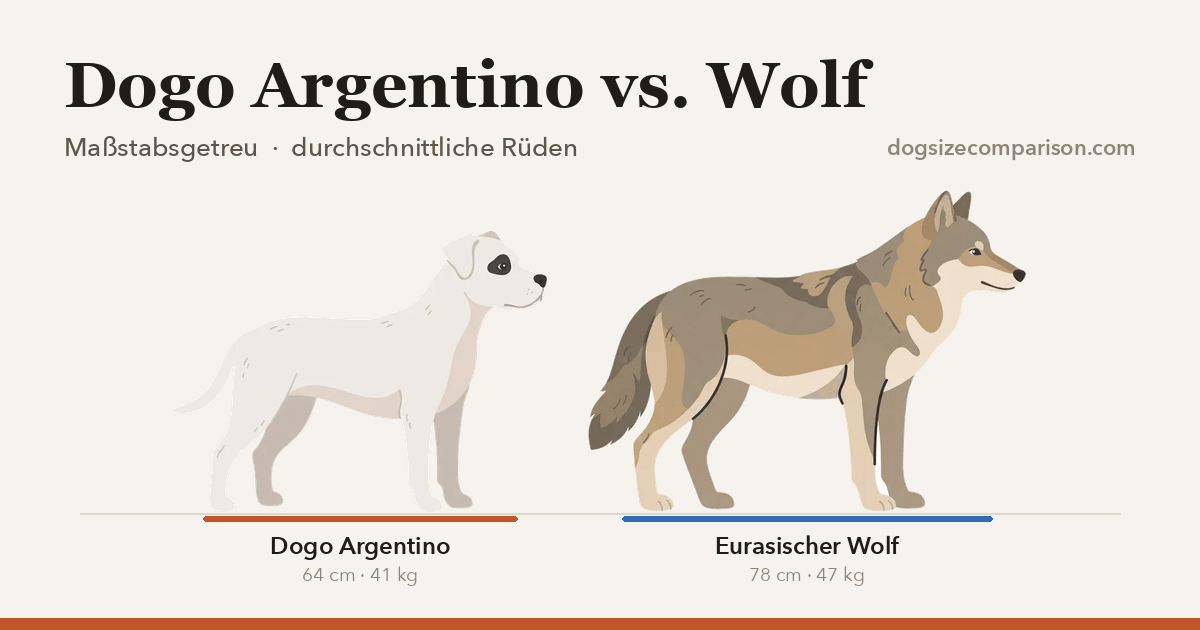 Dogo Argentino vs. Wolf
Maßstabsgetreu · durchschnittliche Rüden
dogsizecomparison.com
Dogo Argentino
64 cm · 41 kg
Eurasischer Wolf
78 cm · 47 kg